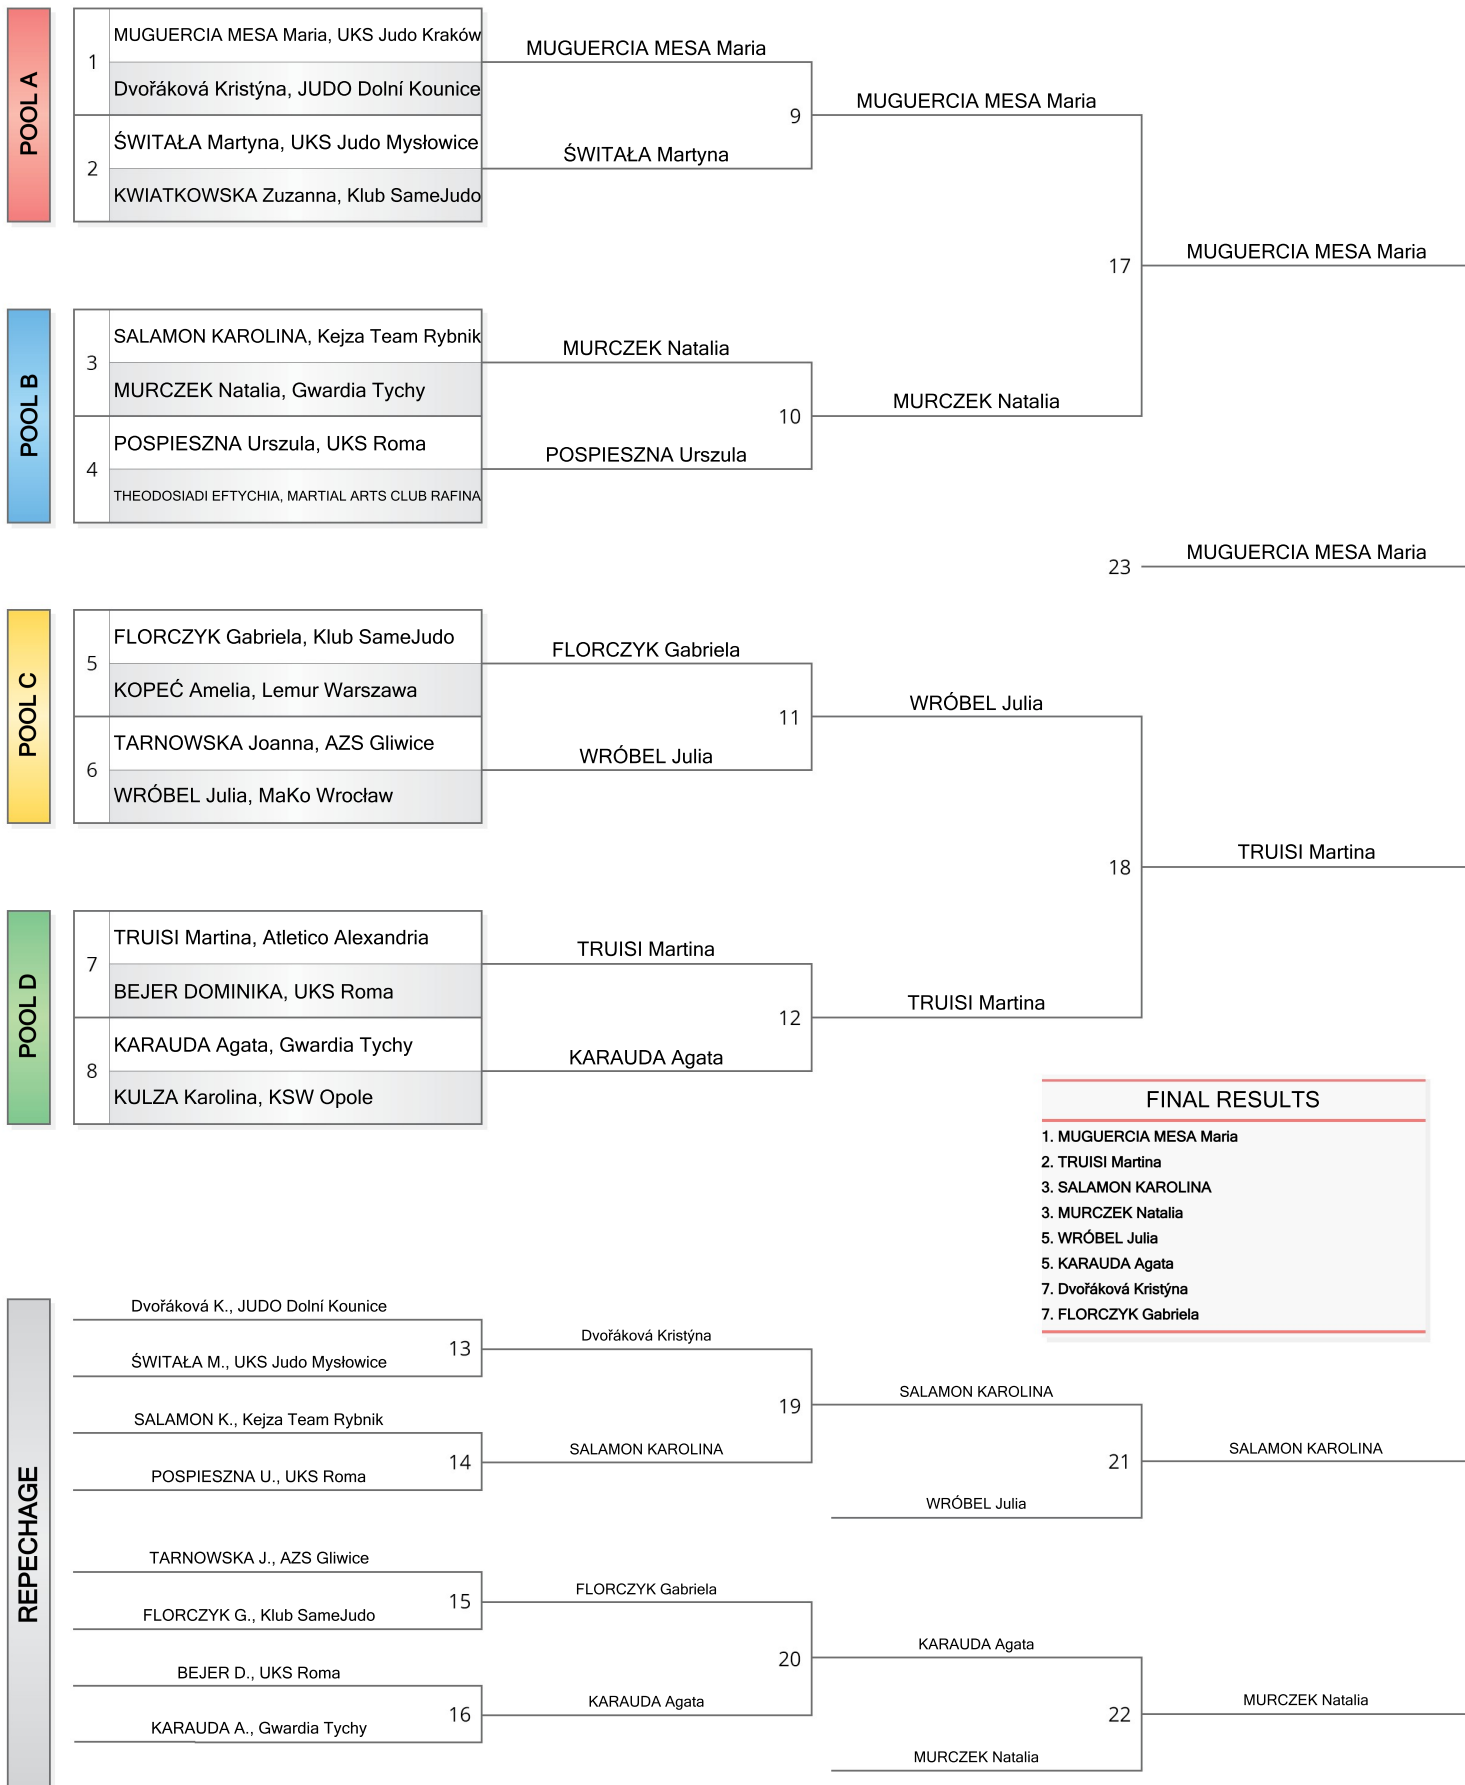 POOL A
1
MUGUERCIA MESA Maria, UKS Judo Kraków
Dvořáková Kristýna, JUDO Dolní Kounice
2
ŚWITAŁA Martyna, UKS Judo Mysłowice
KWIATKOWSKA Zuzanna, Klub SameJudo
MUGUERCIA MESA Maria
ŚWITAŁA Martyna
9
MUGUERCIA MESA Maria
POOL B
3
SALAMON KAROLINA, Kejza Team Rybnik
MURCZEK Natalia, Gwardia Tychy
4
POSPIESZNA Urszula, UKS Roma
THEODOSIADI EFTYCHIA, MARTIAL ARTS CLUB RAFINA
MURCZEK Natalia
POSPIESZNA Urszula
10
MURCZEK Natalia
17
MUGUERCIA MESA Maria
23
MUGUERCIA MESA Maria
POOL C
5
FLORCZYK Gabriela, Klub SameJudo
KOPEĆ Amelia, Lemur Warszawa
6
TARNOWSKA Joanna, AZS Gliwice
WRÓBEL Julia, MaKo Wrocław
FLORCZYK Gabriela
WRÓBEL Julia
11
WRÓBEL Julia
POOL D
7
TRUISI Martina, Atletico Alexandria
BEJER DOMINIKA, UKS Roma
8
KARAUDA Agata, Gwardia Tychy
KULZA Karolina, KSW Opole
TRUISI Martina
KARAUDA Agata
12
TRUISI Martina
18
TRUISI Martina
FINAL RESULTS
1. MUGUERCIA MESA Maria
2. TRUISI Martina
3. SALAMON KAROLINA
3. MURCZEK Natalia
5. WRÓBEL Julia
5. KARAUDA Agata
7. Dvořáková Kristýna
7. FLORCZYK Gabriela
REPECHAGE
Dvořáková K., JUDO Dolní Kounice
13
ŚWITAŁA M., UKS Judo Mysłowice
SALAMON K., Kejza Team Rybnik
14
POSPIESZNA U., UKS Roma
Dvořáková Kristýna
19
SALAMON KAROLINA
SALAMON KAROLINA
21
WRÓBEL Julia
SALAMON KAROLINA
TARNOWSKA J., AZS Gliwice
15
FLORCZYK G., Klub SameJudo
BEJER D., UKS Roma
16
KARAUDA A., Gwardia Tychy
FLORCZYK Gabriela
20
KARAUDA Agata
KARAUDA Agata
22
MURCZEK Natalia
MURCZEK Natalia